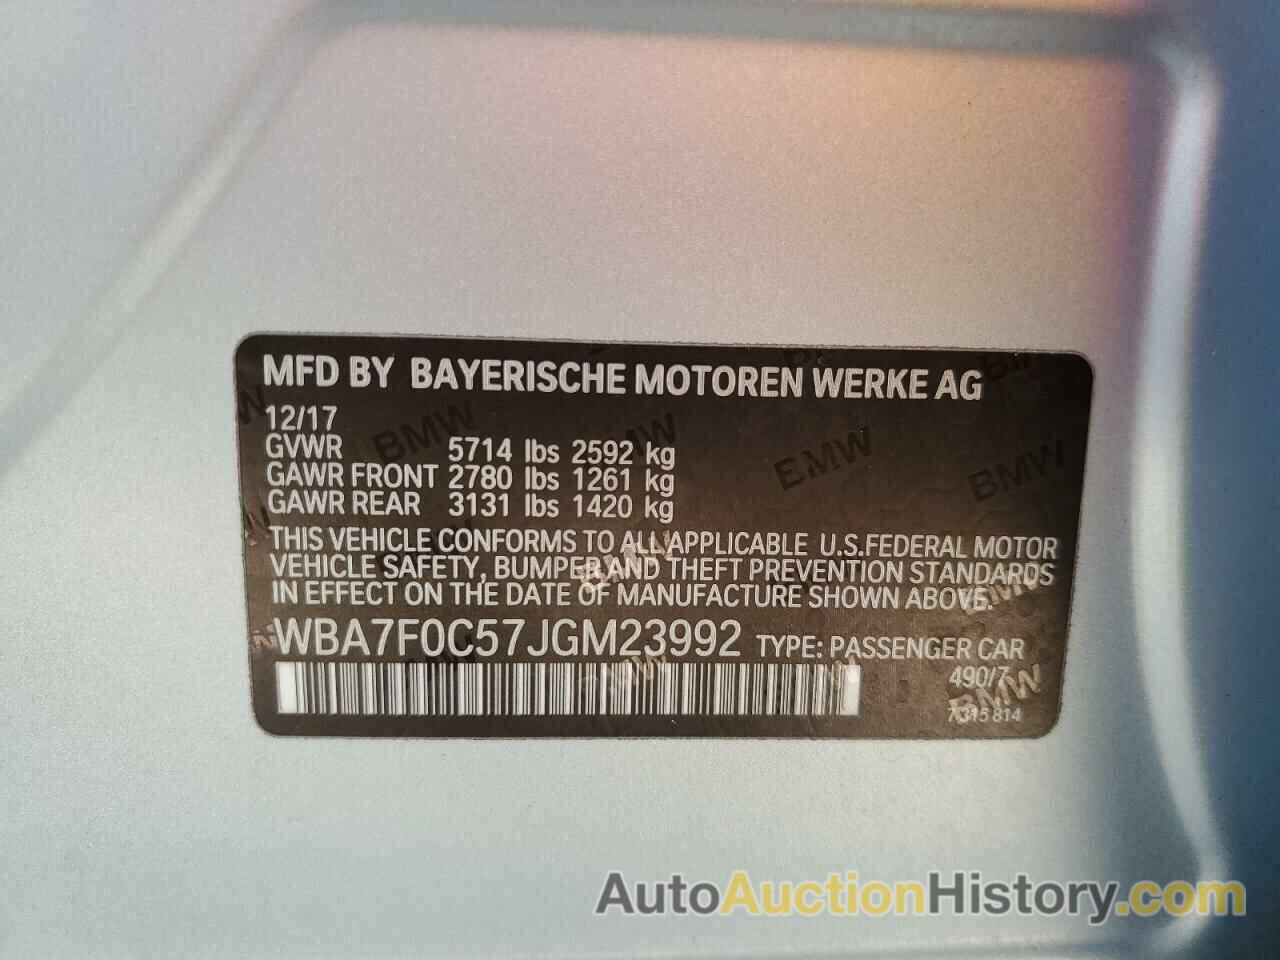 MFD BY BAYERISCHE MOTOREN WERKE AG
12/17
GVWR 5714 lbs 2592 kg
GAWR FRONT 2780 lbs 1261 kg
GAWR REAR 3131 lbs 1420 kg
THIS VEHICLE CONFORMS TO ALL APPLICABLE U.S.FEDERAL MOTOR
VEHICLE SAFETY, BUMPER AND THEFT PREVENTION STANDARDS
IN EFFECT ON THE DATE OF MANUFACTURE SHOWN ABOVE.
WBA7F0C57JGM23992 TYPE: PASSENGER CAR
490/7
7 315 814
AutoAuctionHistory.com